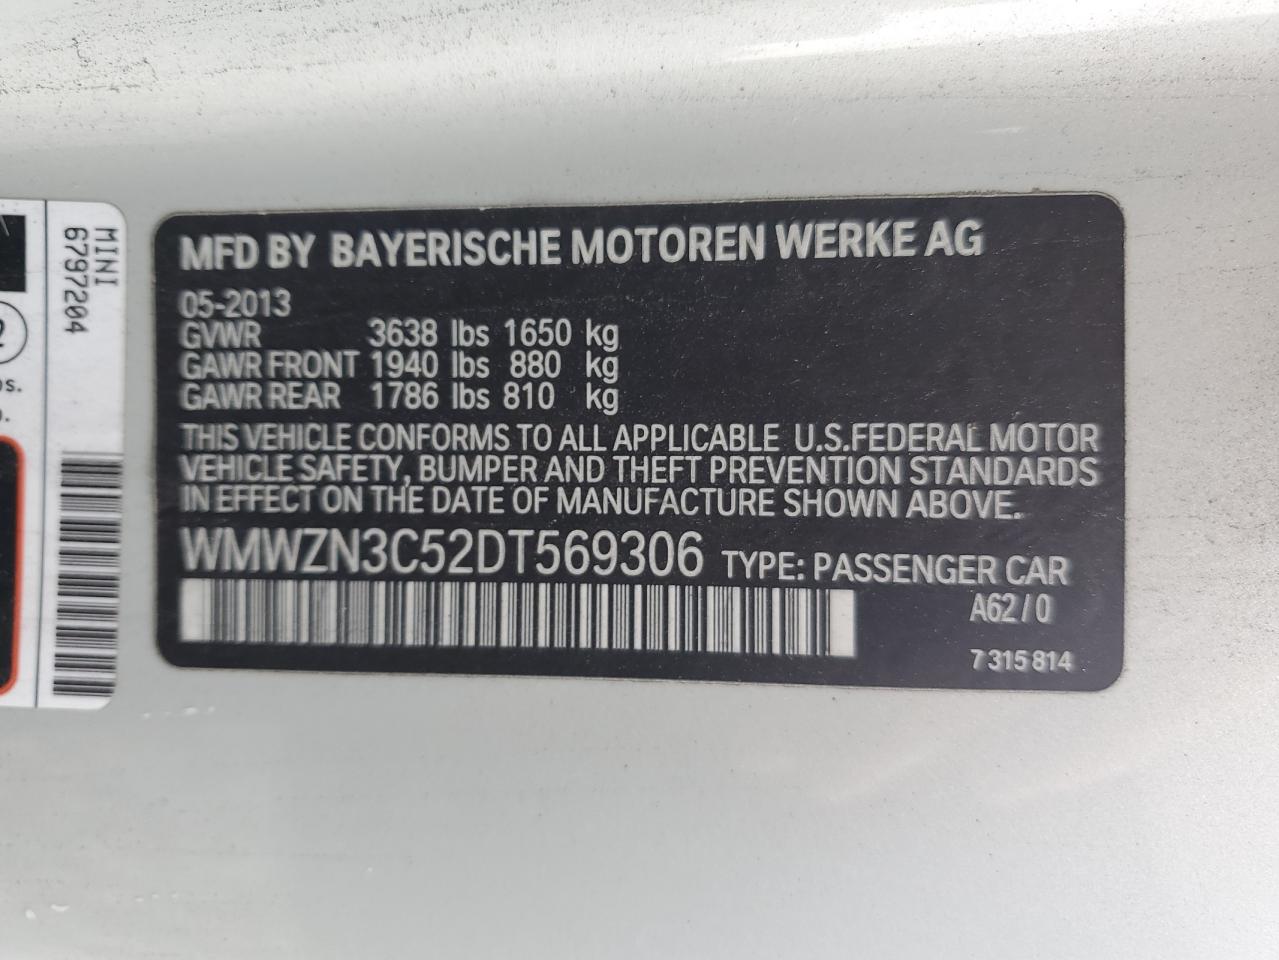 MINI
6797204
MFD BY BAYERISCHE MOTOREN WERKE AG
05-2013
GVWR 3638 lbs 1650 kg
GAWR FRONT 1940 lbs 880 kg
GAWR REAR 1786 lbs 810 kg
THIS VEHICLE CONFORMS TO ALL APPLICABLE U.S.FEDERAL MOTOR
VEHICLE SAFETY, BUMPER AND THEFT PREVENTION STANDARDS
IN EFFECT ON THE DATE OF MANUFACTURE SHOWN ABOVE.
WMWZN3C52DT569306 TYPE: PASSENGER CAR
A62/0
7 315 814